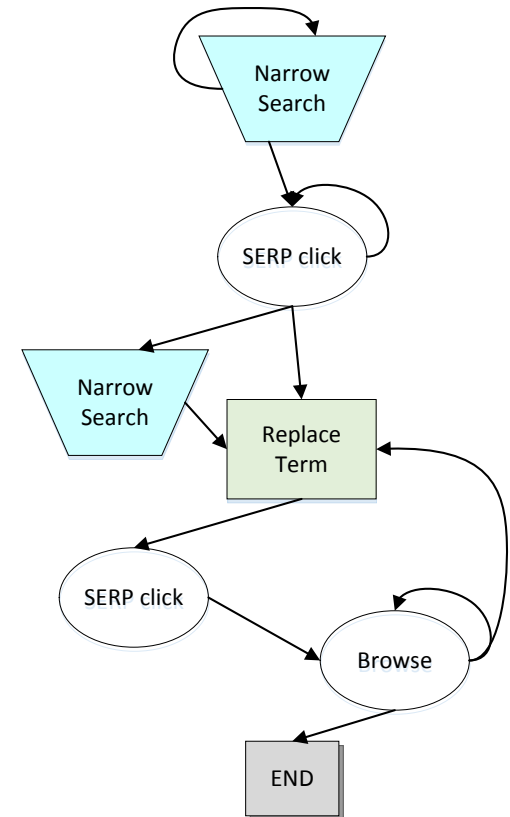 Narrow
Search
SERP click
Narrow
Search
Replace
Term
SERP click
Browse
END